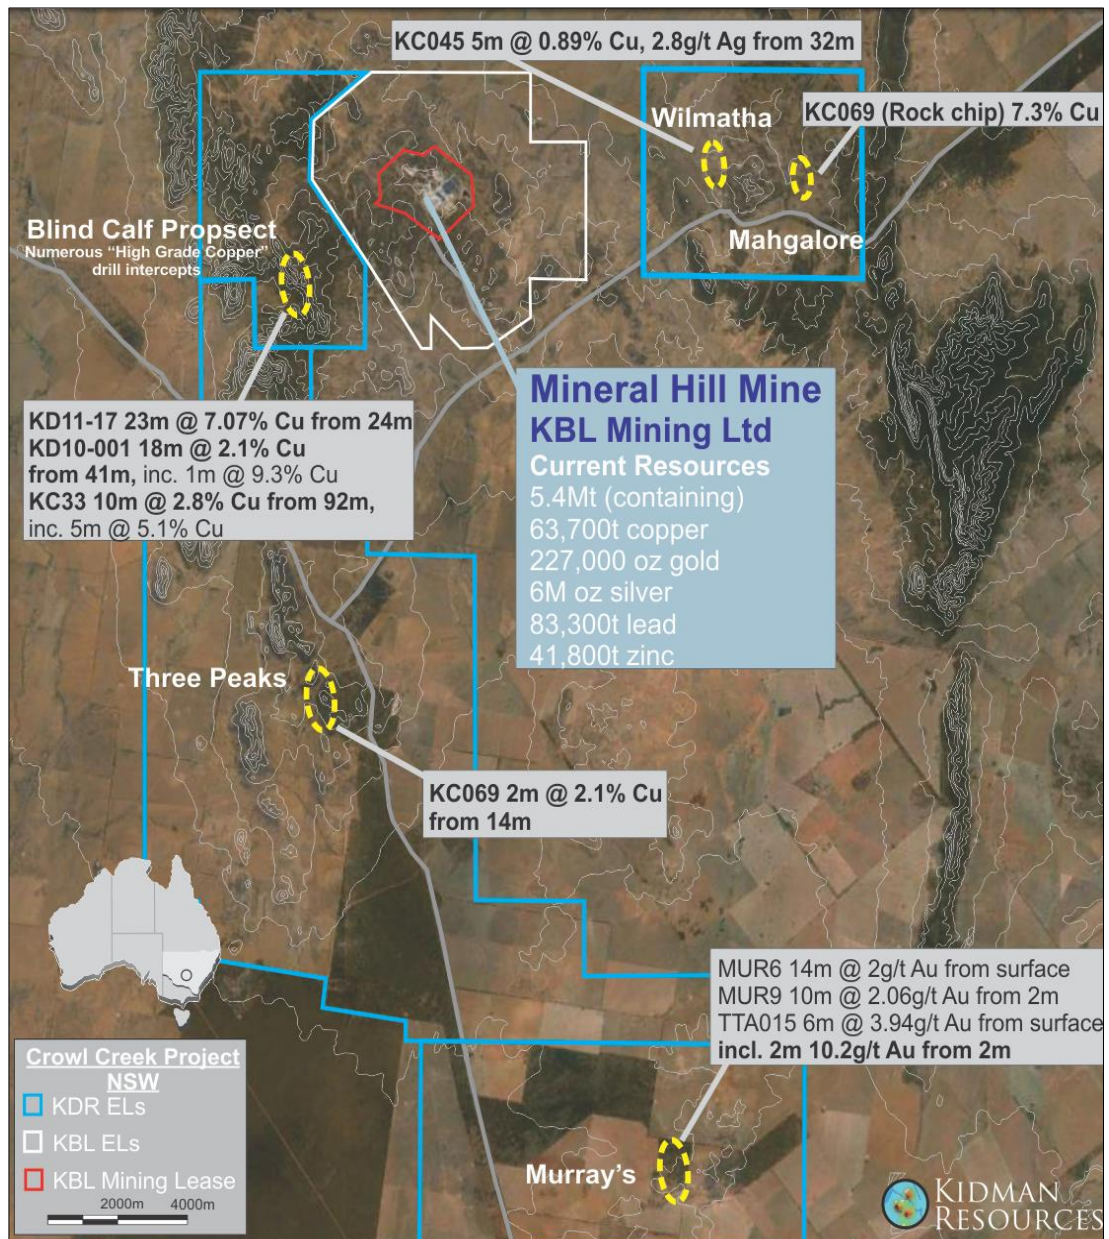 KC045 5m @ 0.89% Cu, 2.8g/t Ag from 32m
Wilmatha
KC069 (Rock chip) 7.3% Cu
Blind Calf Propsect
Numerous “High Grade Copper”
drill intercepts
Mahgalore
KD11-17 23m @ 7.07% Cu from 24m
KD10-001 18m @ 2.1% Cu
from 41m, inc. 1m @ 9.3% Cu
KC33 10m @ 2.8% Cu from 92m,
inc. 5m @ 5.1% Cu
Mineral Hill Mine
KBL Mining Ltd
Current Resources
5.4Mt (containing)
63,700t copper
227,000 oz gold
6M oz silver
83,300t lead
41,800t zinc
Three Peaks
KC069 2m @ 2.1% Cu
from 14m
MUR6 14m @ 2g/t Au from surface
MUR9 10m @ 2.06g/t Au from 2m
TTA015 6m @ 3.94g/t Au from surface
incl. 2m 10.2g/t Au from 2m
Murray's
Crowl Creek Project
NSW
KDR ELs
KBL ELs
KBL Mining Lease
2000m 4000m
KIDMAN
RESOURCES